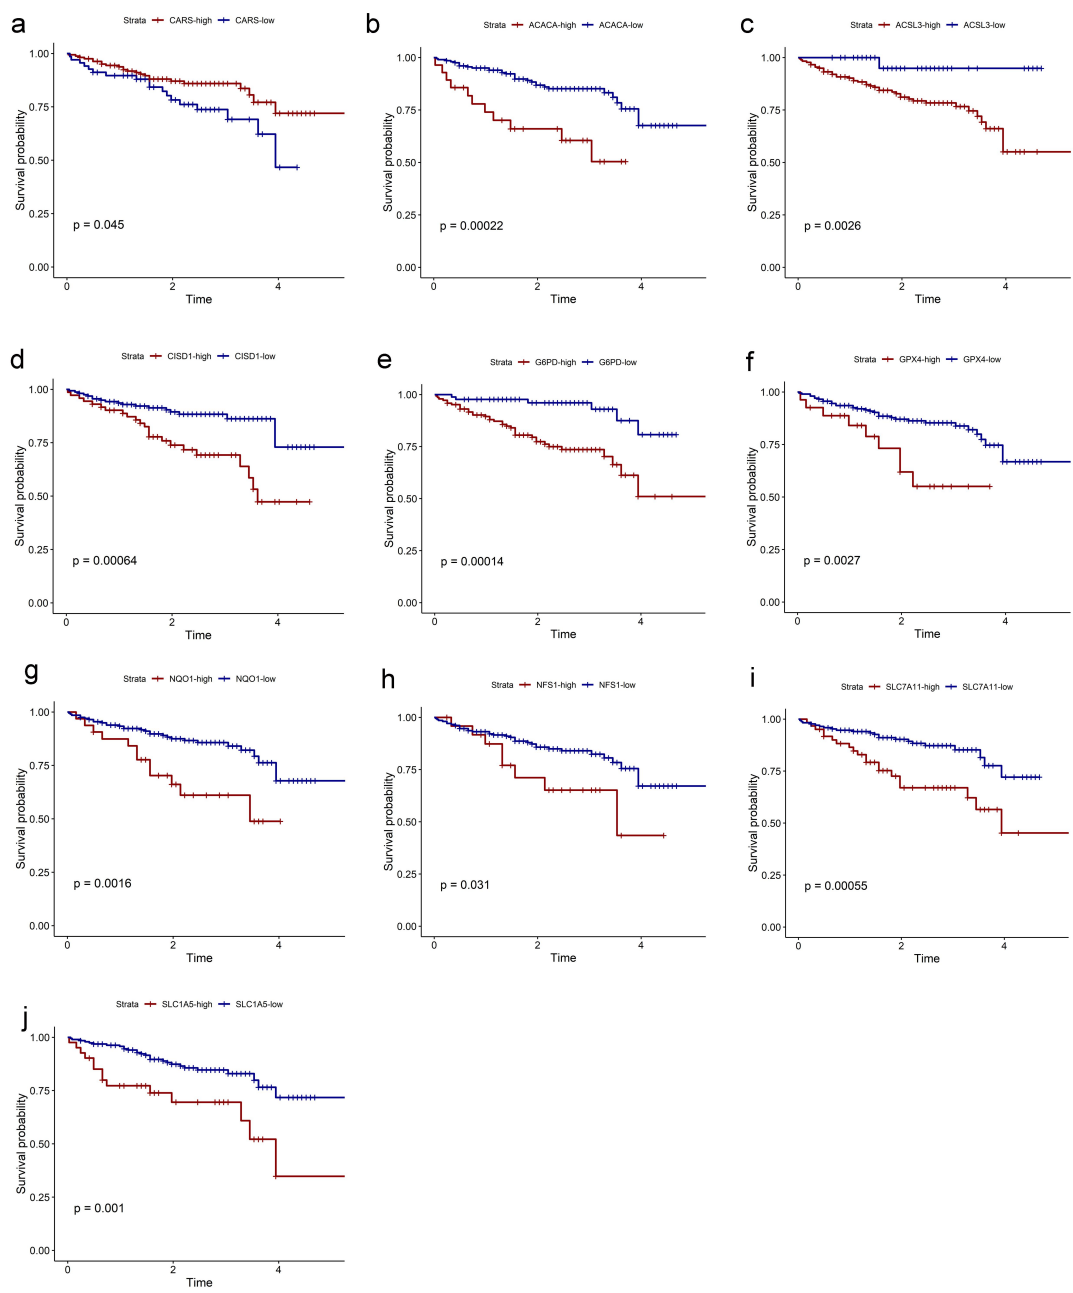 a
Strata CARS-high CARS-low
1.00
0.75
0.50
0.25
0.00
Survival probability
p = 0.045
0 2 4
Time
b
Strata ACACA-high ACACA-low
1.00
0.75
0.50
0.25
0.00
Survival probability
p = 0.00022
0 2 4
Time
c
Strata ACSL3-high ACSL3-low
1.00
0.75
0.50
0.25
0.00
Survival probability
p = 0.0026
0 2 4
Time
d
Strata CISD1-high CISD1-low
1.00
0.75
0.50
0.25
0.00
Survival probability
p = 0.00064
0 2 4
Time
e
Strata G6PD-high G6PD-low
1.00
0.75
0.50
0.25
0.00
Survival probability
p = 0.00014
0 2 4
Time
f
Strata GPX4-high GPX4-low
1.00
0.75
0.50
0.25
0.00
Survival probability
p = 0.0027
0 2 4
Time
g
Strata NQO1-high NQO1-low
1.00
0.75
0.50
0.25
0.00
Survival probability
p = 0.0016
0 2 4
Time
h
Strata NFS1-high NFS1-low
1.00
0.75
0.50
0.25
0.00
Survival probability
p = 0.031
0 2 4
Time
i
Strata SLC7A11-high SLC7A11-low
1.00
0.75
0.50
0.25
0.00
Survival probability
p = 0.00055
0 2 4
Time
j
Strata SLC1A5-high SLC1A5-low
1.00
0.75
0.50
0.25
0.00
Survival probability
p = 0.001
0 2 4
Time